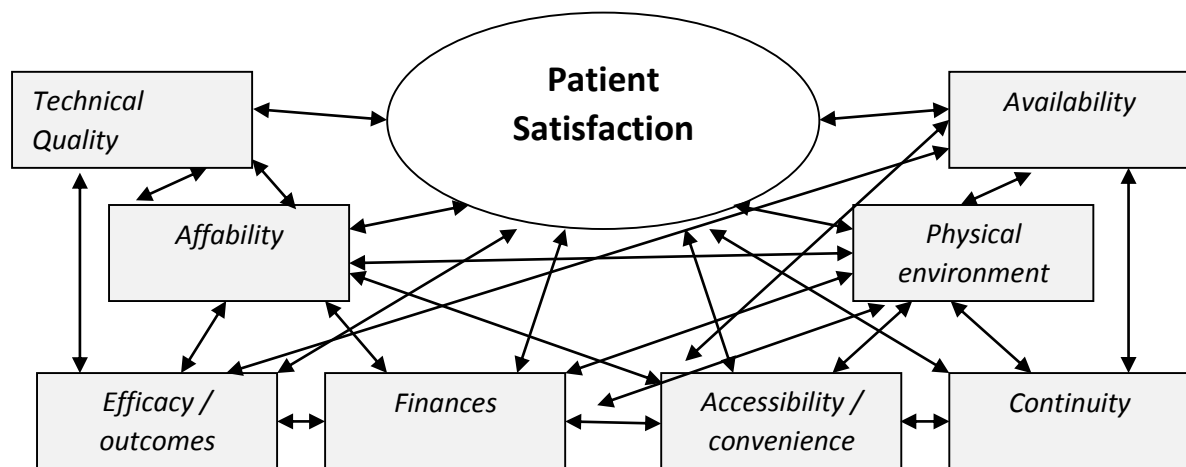 Patient
Satisfaction
Technical
Quality
Availability
Affability
Physical
environment
Efficacy /
outcomes
Finances
Accessibility /
convenience
Continuity